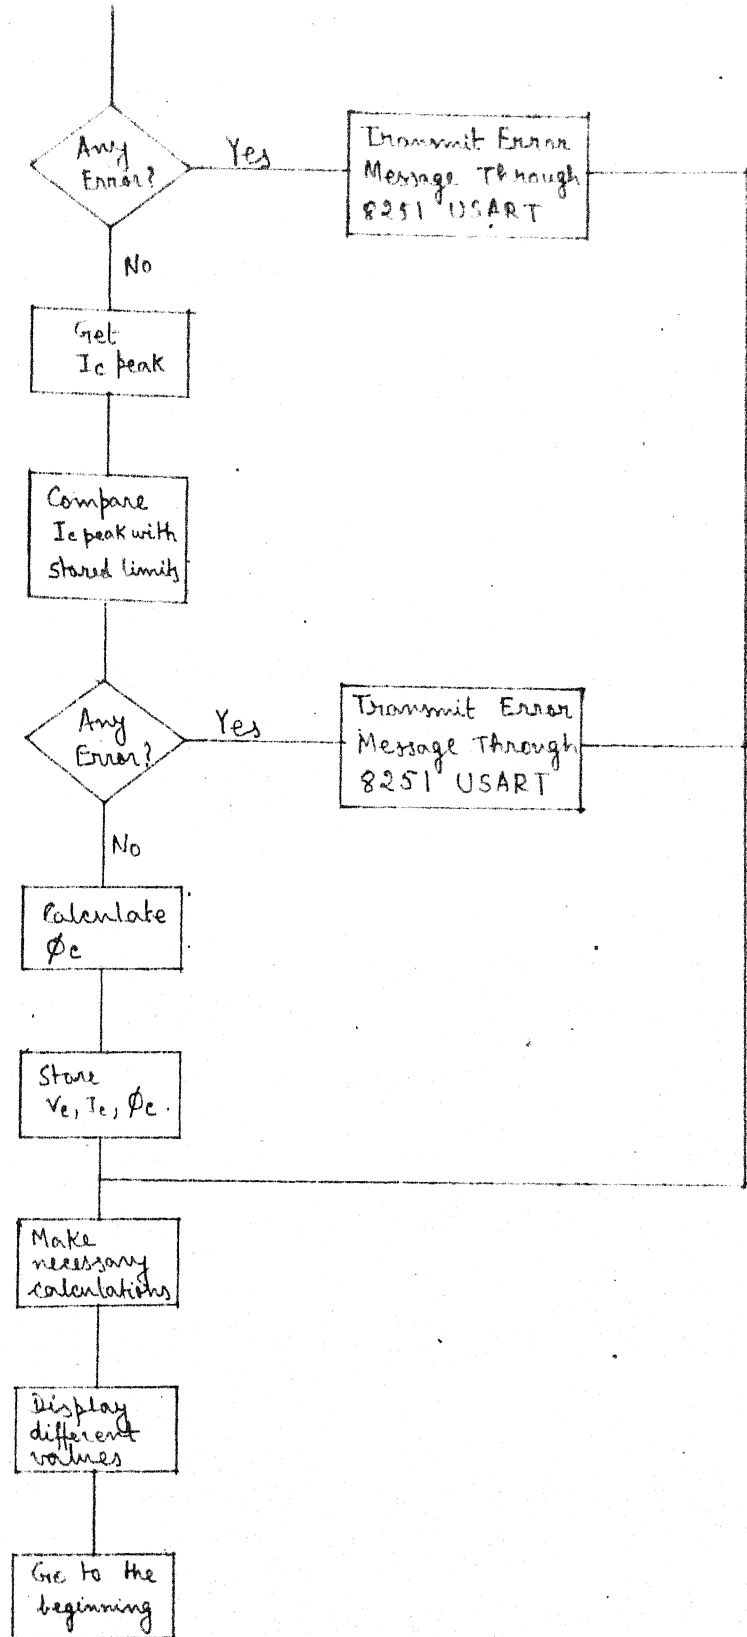 Any
Error?
Yes
Transmit Error
Message Through
8251 USART
No
Get
Ic peak
Compare
Ic peak with
stored limits
Any
Error?
Yes
Transmit Error
Message Through
8251 USART
No
Calculate
Øc
Store
Vc, Ic, Øc.
Make
necessary
calculations
Display
different
values
Go to the
beginning